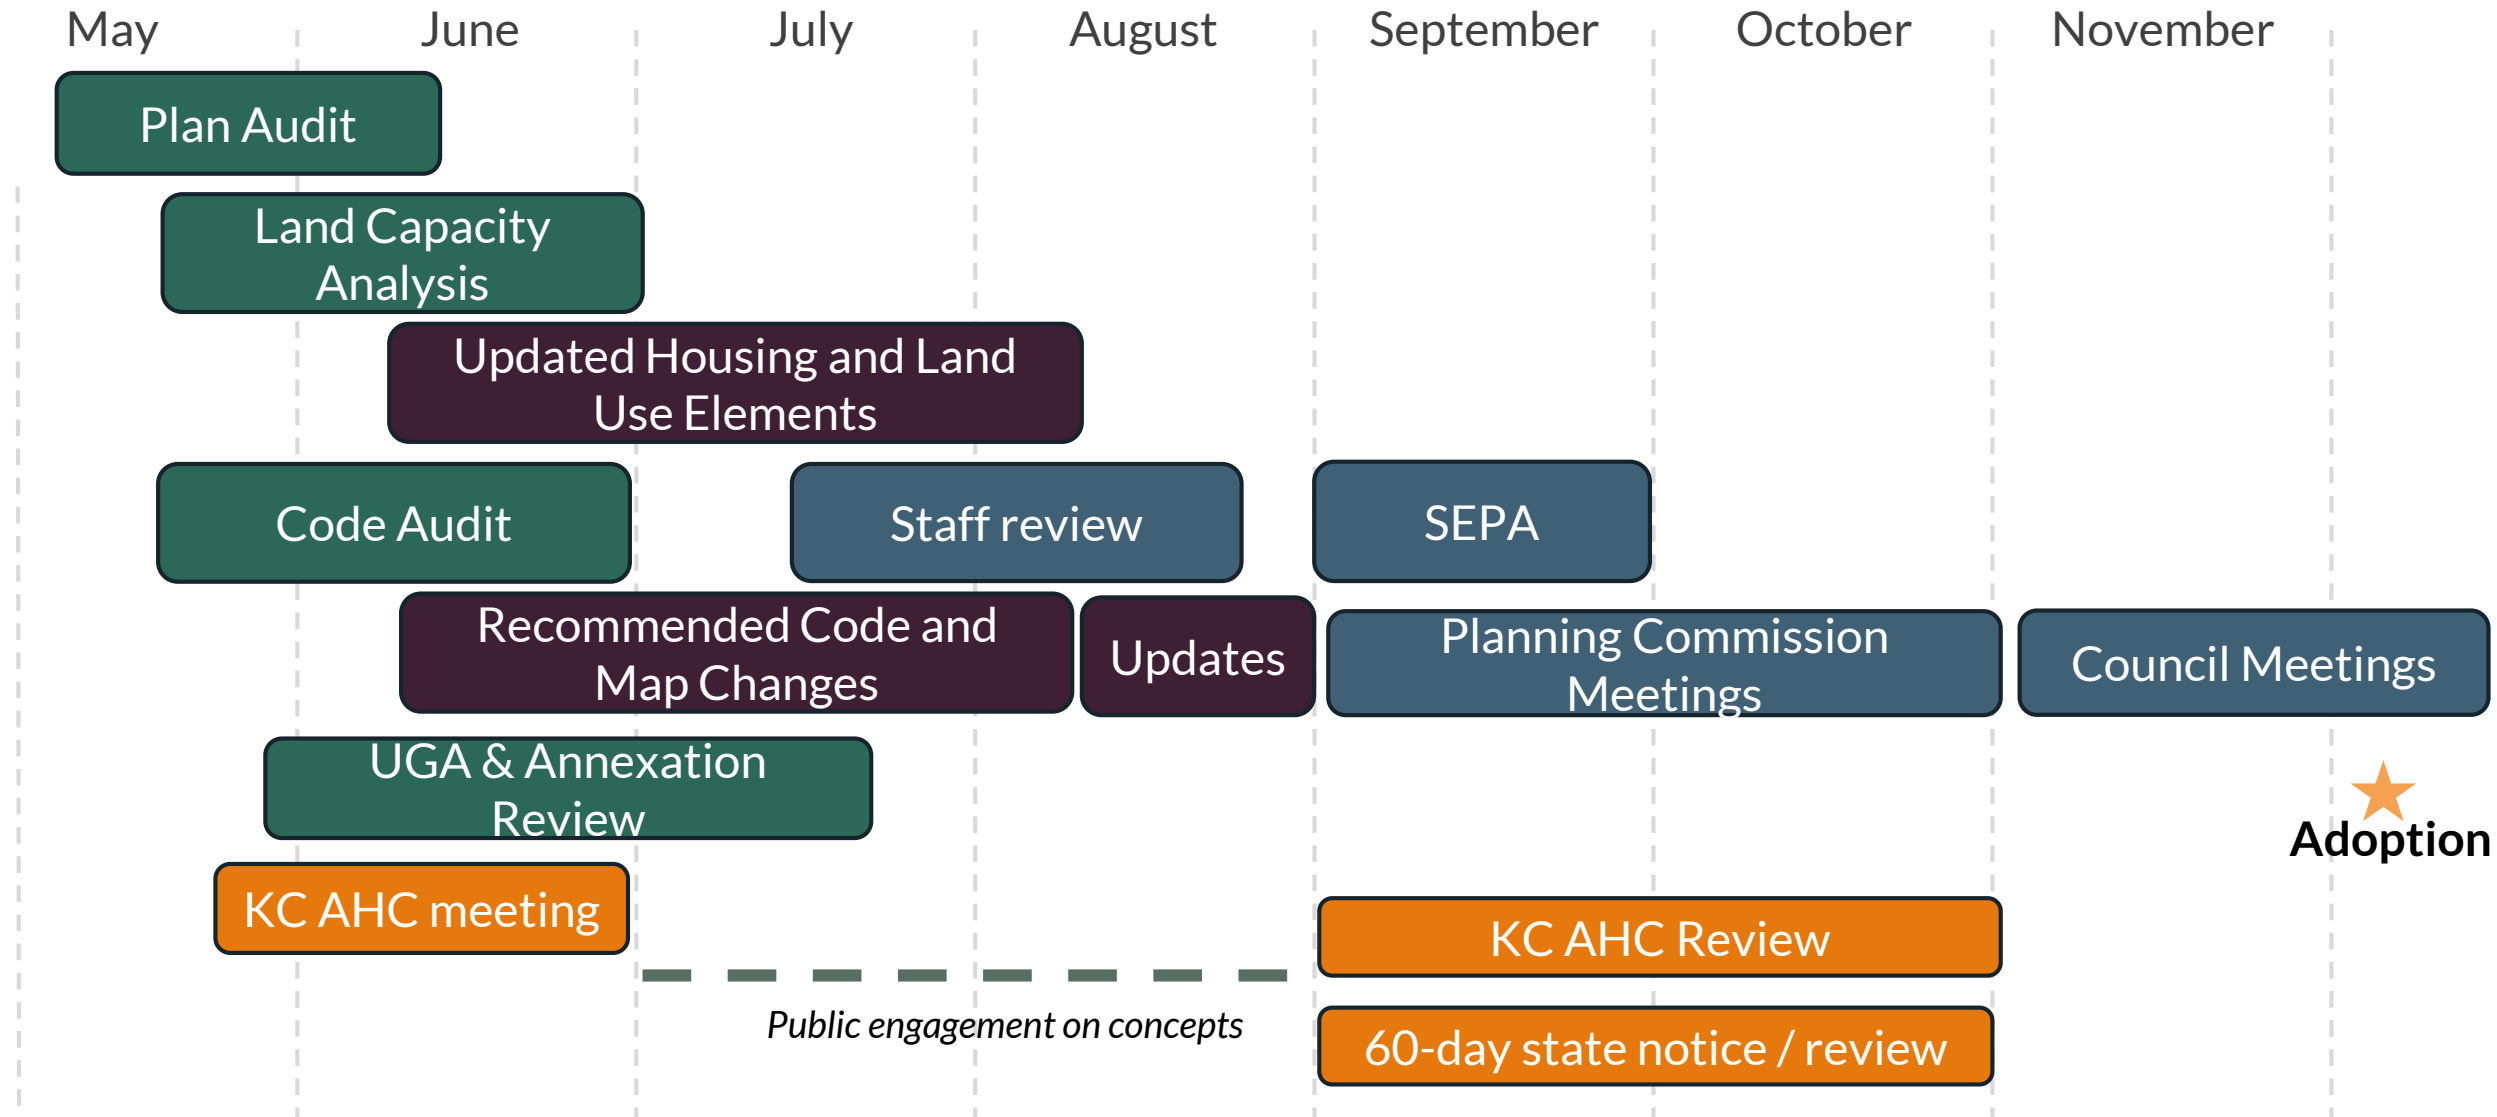 May June July August September October November
Plan Audit
Land Capacity
Analysis
Updated Housing and Land
Use Elements
Code Audit
Staff review
SEPA
Recommended Code and
Map Changes
Updates
Planning Commission
Meetings
Council Meetings
UGA & Annexation
Review
Adoption
KC AHC meeting
KC AHC Review
Public engagement on concepts
60-day state notice / review